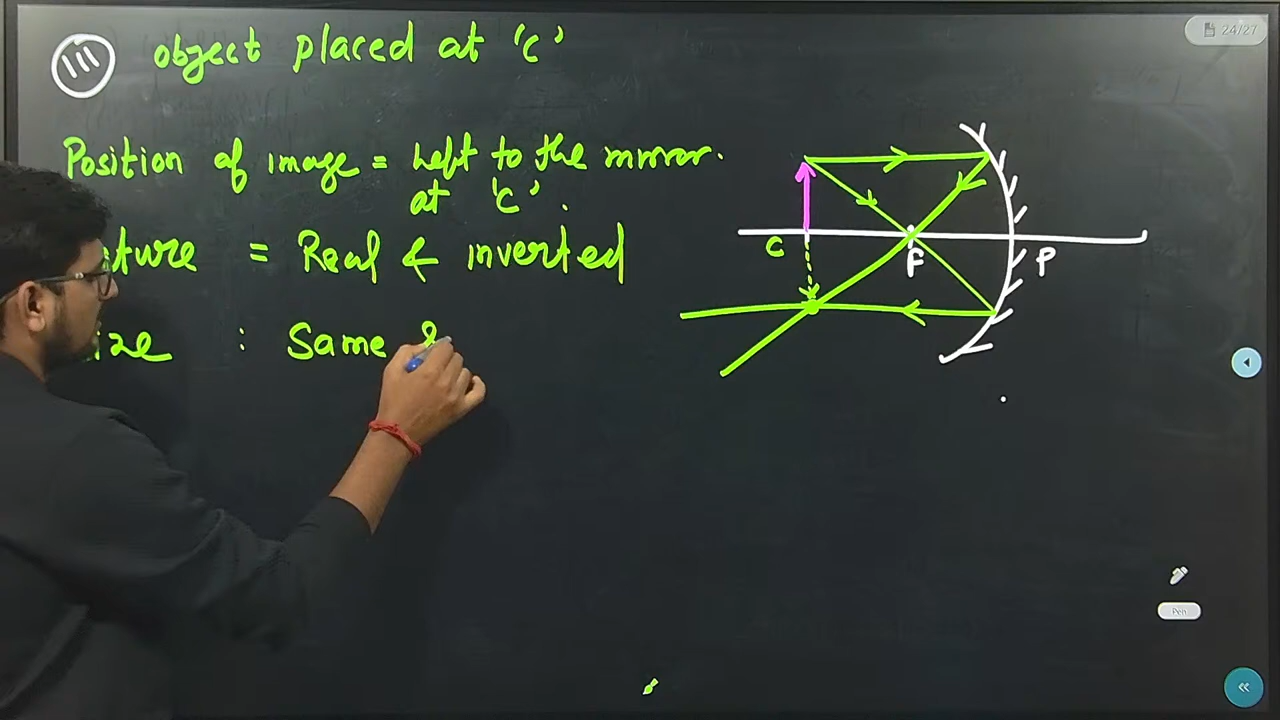 (iii) object placed at 'C'
Position of image = Left to the mirror.
at 'C'.
ture = Real & inverted
ize : Same
C
F
P
24/27
Pen